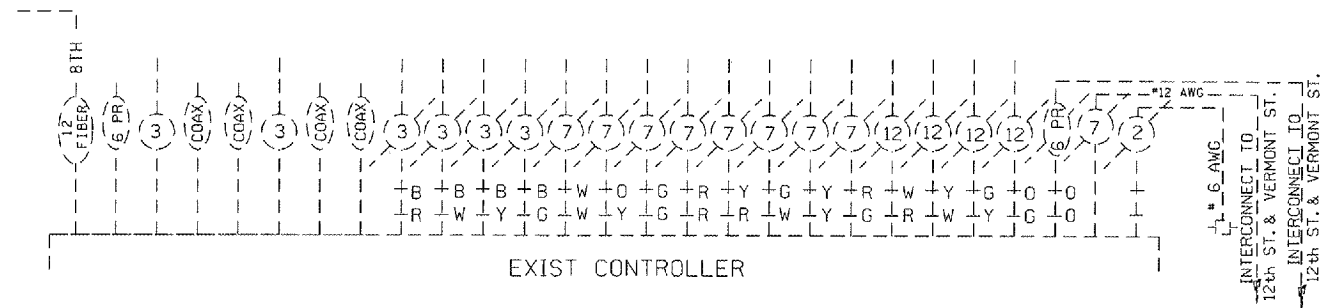 8TH
12 FIBER 6 PR 3 COAX COAX 3 COAX COAX 3 3 3 3 7 7 7 7 7 7 7 7 12 12 12 12 6 PR 7 2
#12 AWG
# 6 AWG
B B B B W O G R Y G Y R W Y G O O
R W Y G W Y G R R W Y G R W Y G O
EXIST CONTROLLER
INTERCONNECT TO
12th ST. & VERMONT ST.
INTERCONNECT TO
12th ST. & VERMONT ST.